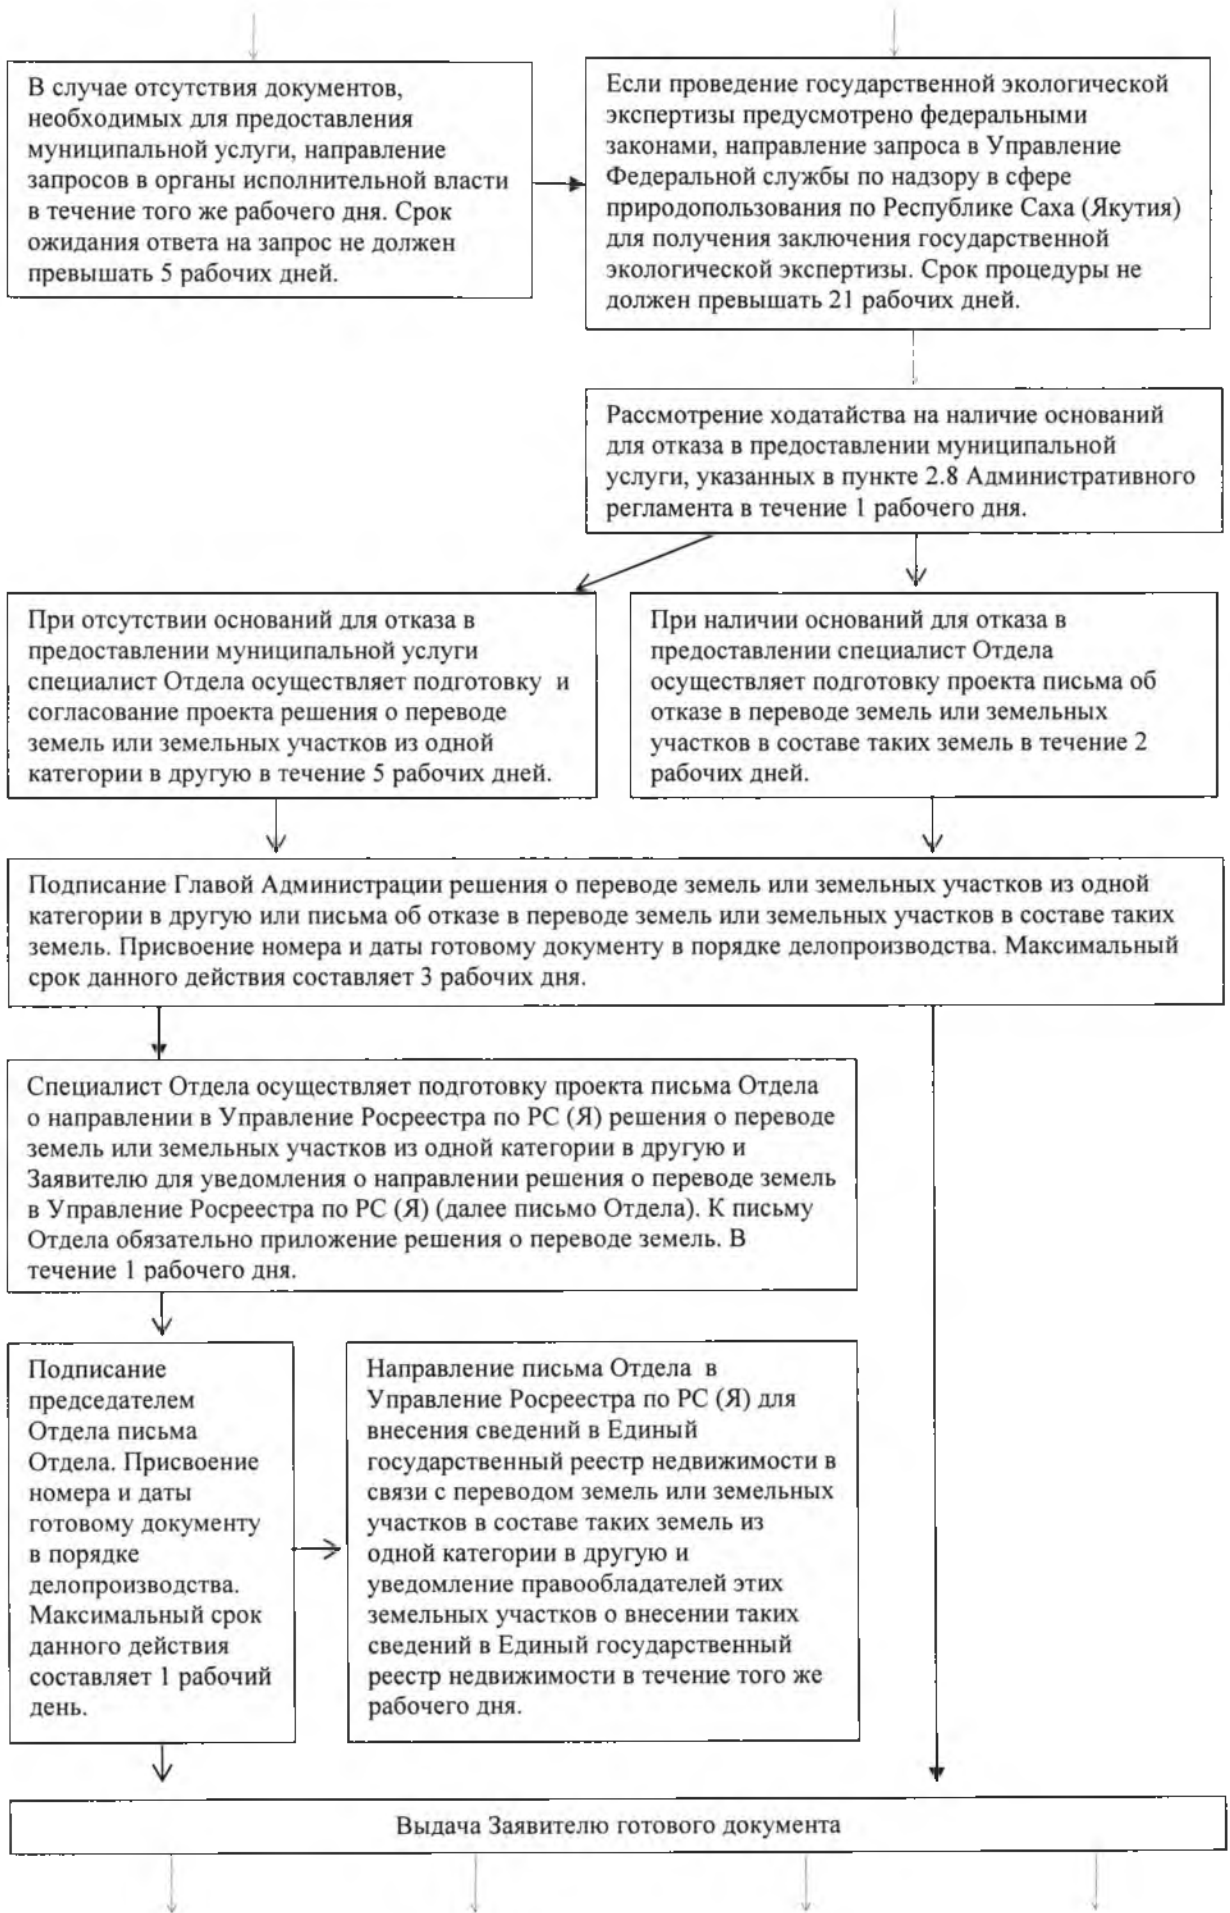 В случае отсутствия документов,
необходимых для предоставления
муниципальной услуги, направление
запросов в органы исполнительной власти
в течение того же рабочего дня. Срок
ожидания ответа на запрос не должен
превышать 5 рабочих дней.
Если проведение государственной экологической
экспертизы предусмотрено федеральными
законами, направление запроса в Управление
Федеральной службы по надзору в сфере
природопользования по Республике Саха (Якутия)
для получения заключения государственной
экологической экспертизы. Срок процедуры не
должен превышать 21 рабочих дней.
Рассмотрение ходатайства на наличие оснований
для отказа в предоставлении муниципальной
услуги, указанных в пункте 2.8 Административного
регламента в течение 1 рабочего дня.
При отсутствии оснований для отказа в
предоставлении муниципальной услуги
специалист Отдела осуществляет подготовку и
согласование проекта решения о переводе
земель или земельных участков из одной
категории в другую в течение 5 рабочих дней.
При наличии оснований для отказа в
предоставлении специалист Отдела
осуществляет подготовку проекта письма об
отказе в переводе земель или земельных
участков в составе таких земель в течение 2
рабочих дней.
Подписание Главой Администрации решения о переводе земель или земельных участков из одной
категории в другую или письма об отказе в переводе земель или земельных участков в составе таких
земель. Присвоение номера и даты готовому документу в порядке делопроизводства. Максимальный
срок данного действия составляет 3 рабочих дня.
Специалист Отдела осуществляет подготовку проекта письма Отдела
о направлении в Управление Росреестра по РС (Я) решения о переводе
земель или земельных участков из одной категории в другую и
Заявителю для уведомления о направлении решения о переводе земель
в Управление Росреестра по РС (Я) (далее письмо Отдела). К письму
Отдела обязательно приложение решения о переводе земель. В
течение 1 рабочего дня.
Подписание
председателем
Отдела письма
Отдела. Присвоение
номера и даты
готовому документу
в порядке
делопроизводства.
Максимальный срок
данного действия
составляет 1 рабочий
день.
Направление письма Отдела в
Управление Росреестра по РС (Я) для
внесения сведений в Единый
государственный реестр недвижимости в
связи с переводом земель или земельных
участков в составе таких земель из
одной категории в другую и
уведомление правообладателей этих
земельных участков о внесении таких
сведений в Единый государственный
реестр недвижимости в течение того же
рабочего дня.
Выдача Заявителю готового документа